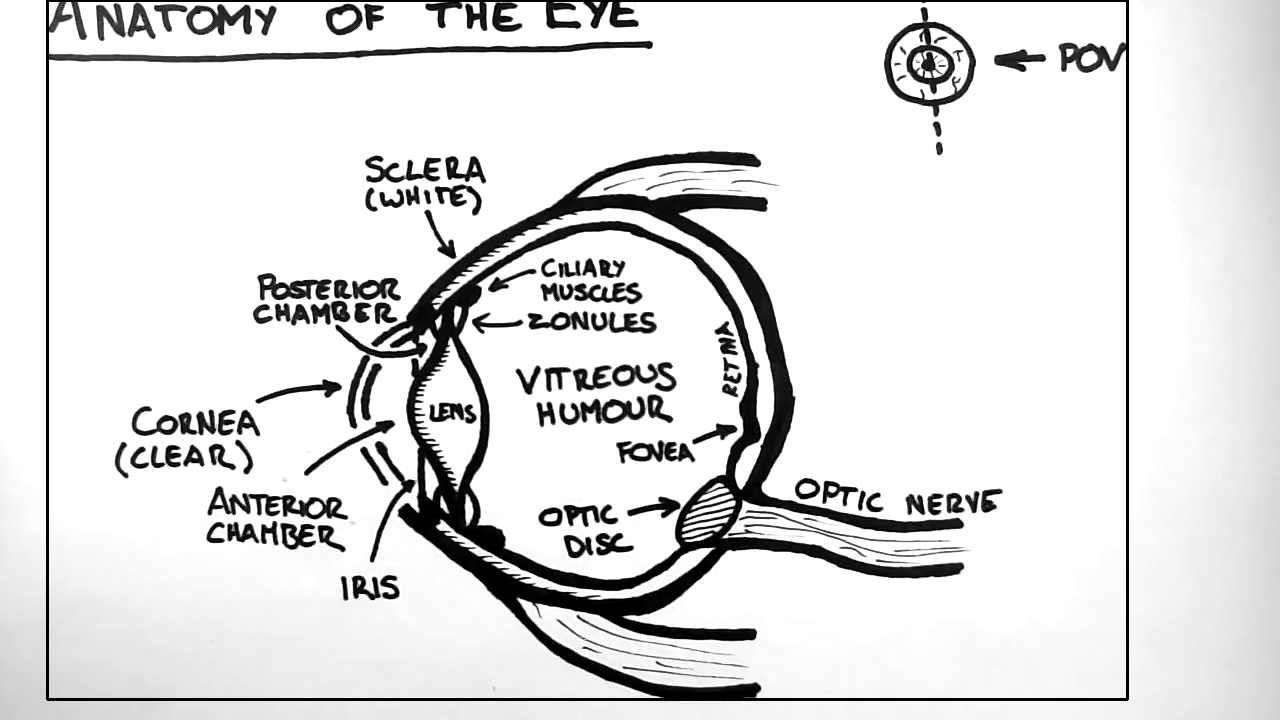 ANATOMY OF THE EYE
POV
SCLERA
(WHITE)
CILIARY
MUSCLES
POSTERIOR
CHAMBER
ZONULES
RETINA
VITREOUS
HUMOUR
LENS
CORNEA
(CLEAR)
FOVEA
ANTERIOR
CHAMBER
OPTIC NERVE
OPTIC
DISC
IRIS